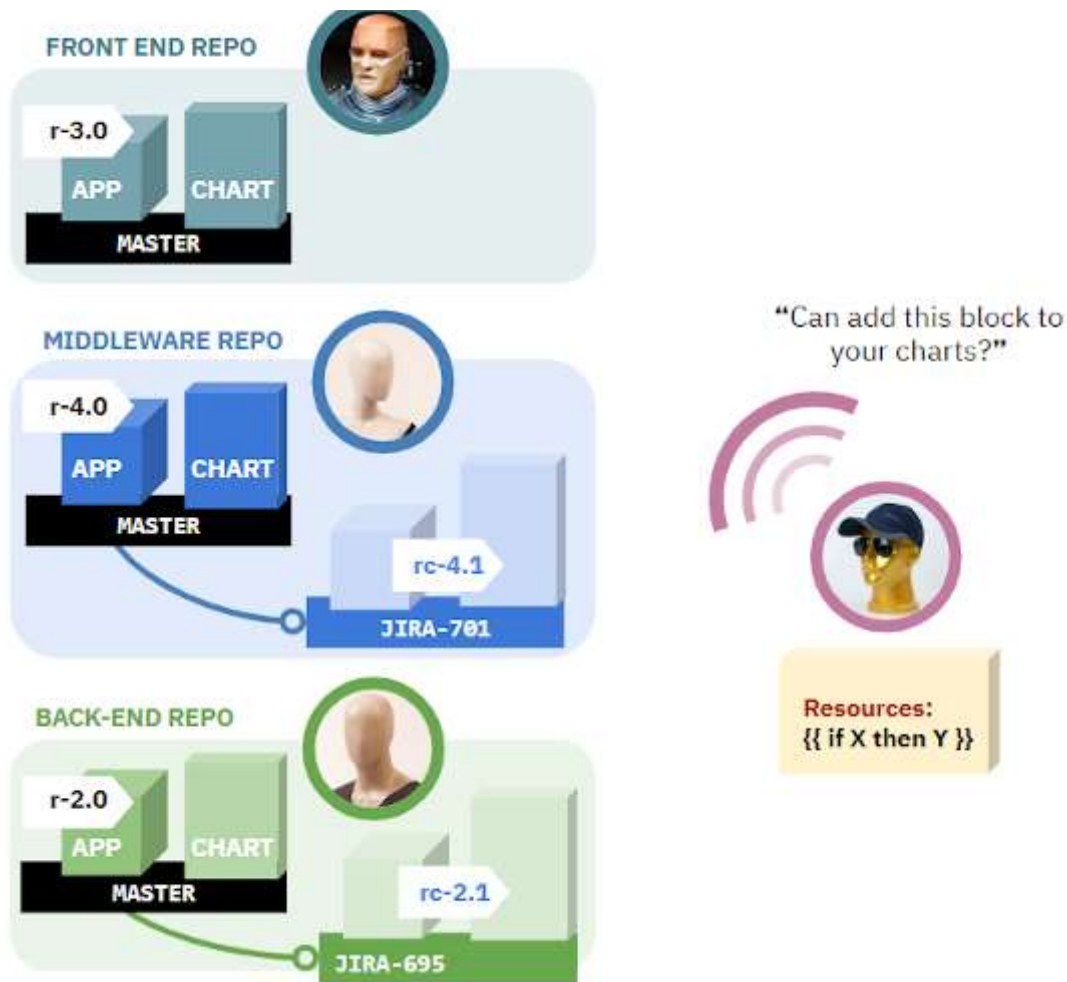 FRONT END REPO
r-3.0
APP
CHART
MASTER
MIDDLEWARE REPO
r-4.0
APP
CHART
MASTER
rc-4.1
JIRA-701
BACK-END REPO
r-2.0
APP
CHART
MASTER
rc-2.1
JIRA-695
“Can add this block to
your charts?”
Resources:
{{ if X then Y }}